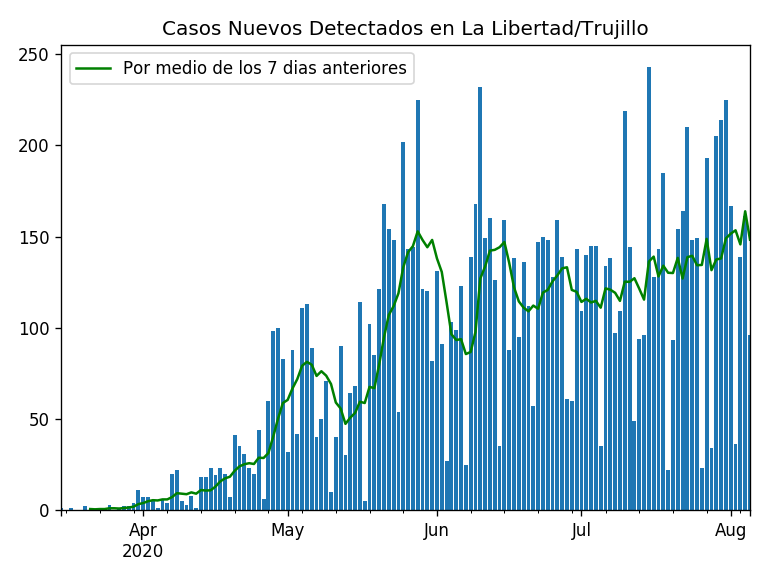 Casos Nuevos Detectados en La Libertad/Trujillo
250
Por medio de los 7 dias anteriores
200
150
100
50
0
Apr May Jun Jul Aug
2020